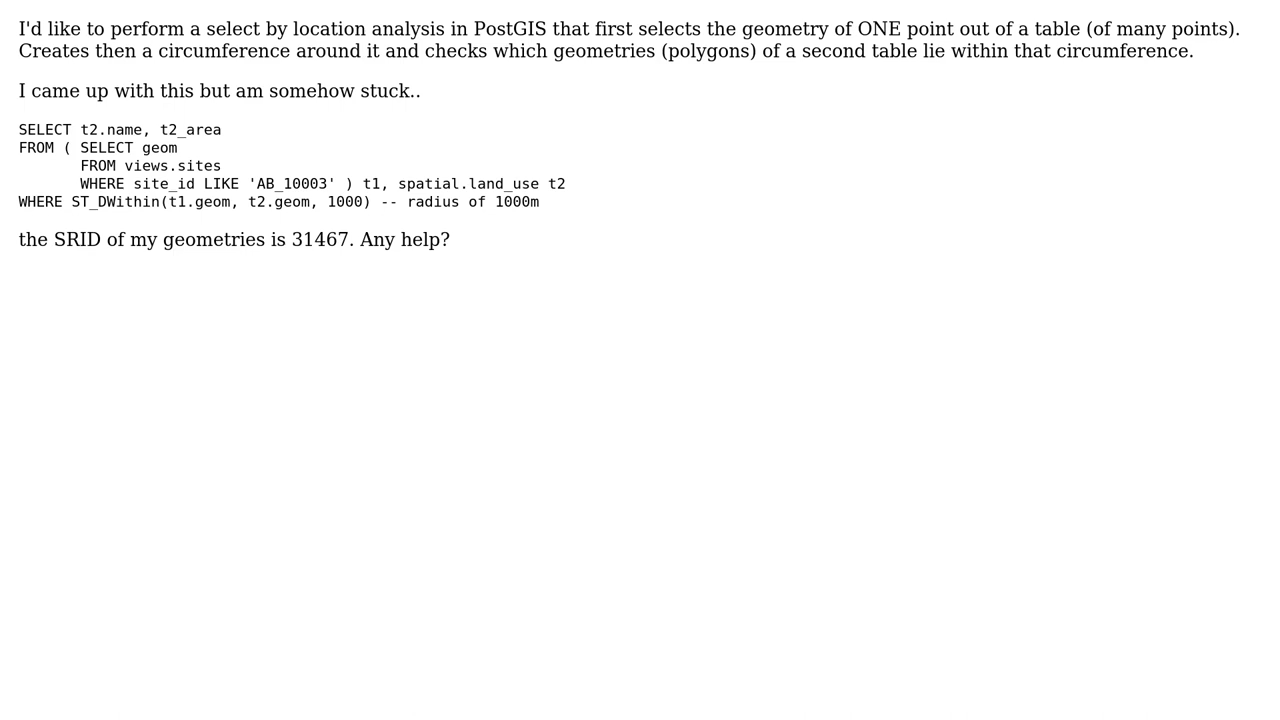 I'd like to perform a select by location analysis in PostGIS that first selects the geometry of ONE point out of a table (of many points).
Creates then a circumference around it and checks which geometries (polygons) of a second table lie within that circumference.
I came up with this but am somehow stuck..
SELECT t2.name, t2_area
FROM ( SELECT geom
       FROM views.sites
       WHERE site_id LIKE 'AB_10003' ) t1, spatial.land_use t2
WHERE ST_DWithin(t1.geom, t2.geom, 1000) -- radius of 1000m
the SRID of my geometries is 31467. Any help?